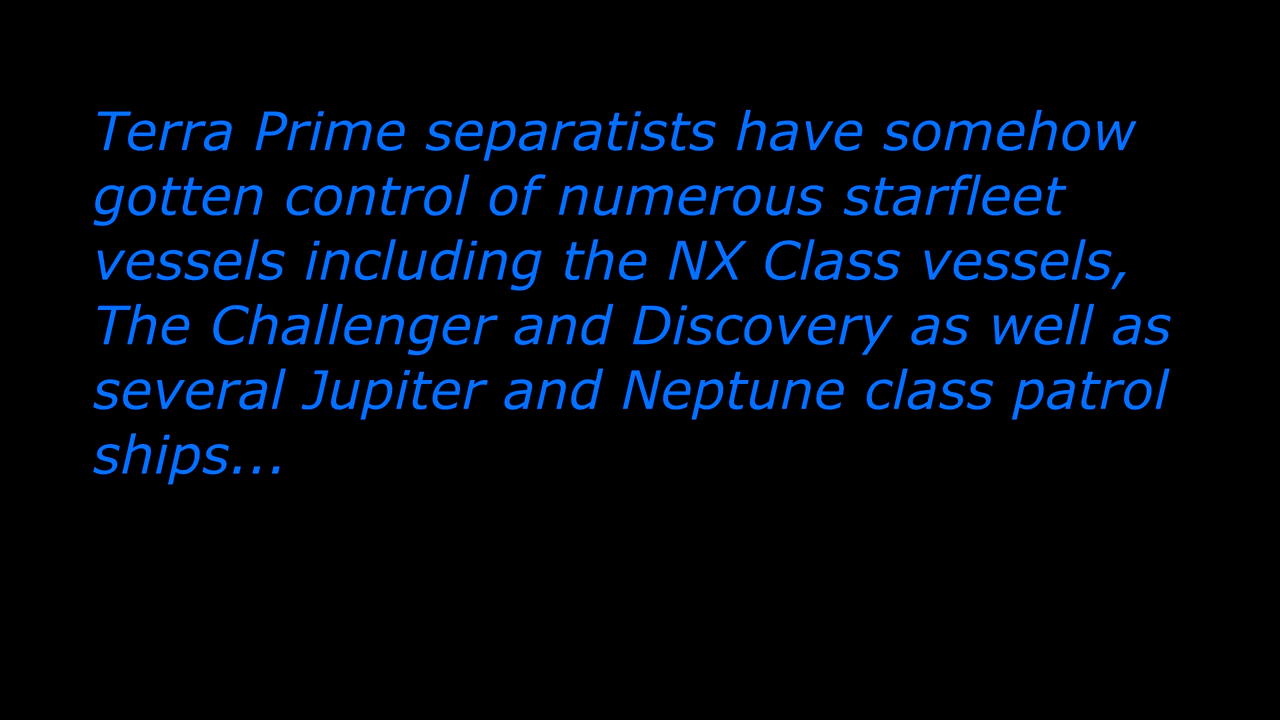 Terra Prime separatists have somehow
gotten control of numerous starfleet
vessels including the NX Class vessels,
The Challenger and Discovery as well as
several Jupiter and Neptune class patrol
ships...